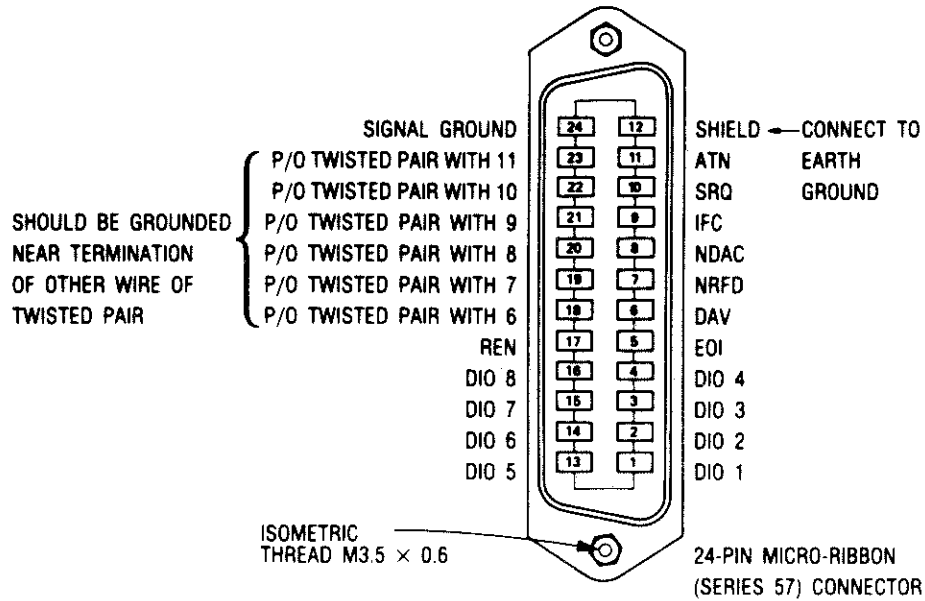 SIGNAL GROUND 24 12 SHIELD ← CONNECT TO
P/O TWISTED PAIR WITH 11 23 11 ATN EARTH
P/O TWISTED PAIR WITH 10 22 10 SRQ GROUND
SHOULD BE GROUNDED P/O TWISTED PAIR WITH 9 21 9 IFC
NEAR TERMINATION P/O TWISTED PAIR WITH 8 20 8 NDAC
OF OTHER WIRE OF P/O TWISTED PAIR WITH 7 19 7 NRFD
TWISTED PAIR P/O TWISTED PAIR WITH 6 18 6 DAV
REN 17 5 EOI
DIO 8 16 4 DIO 4
DIO 7 15 3 DIO 3
DIO 6 14 2 DIO 2
DIO 5 13 1 DIO 1
ISOMETRIC
THREAD M3.5 × 0.6
24-PIN MICRO-RIBBON
(SERIES 57) CONNECTOR